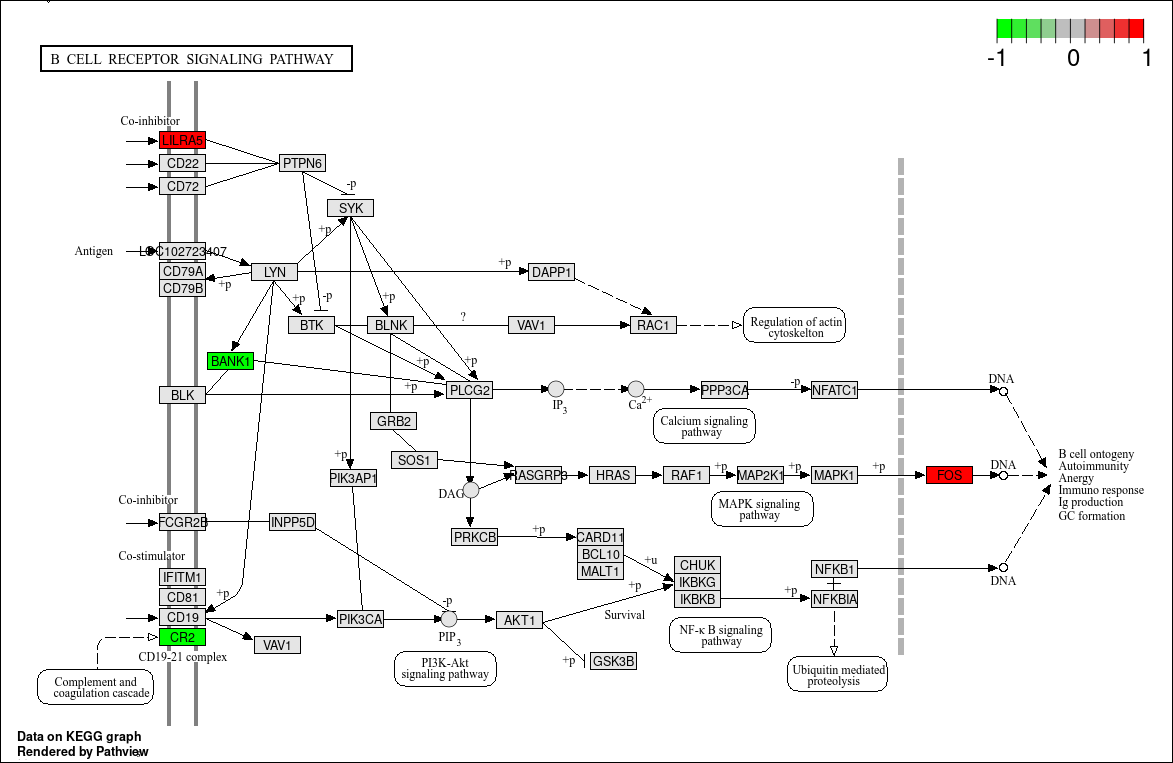 B CELL RECEPTOR SIGNALING PATHWAY
-1 0 1
Co-inhibitor
LILRA5
CD22
PTPN6
CD72
-p
SYK
+p
Antigen
LOC102723407
CD79A
LYN
+p
DAPP1
CD79B
+p
+p
-p
+p
BTK
BLNK
?
VAV1
RAC1
Regulation of actin
cytoskelton
BANK1
+p
+p
BLK
+p
PLCG2
IP3
Ca2+
PPP3CA
-p
NFATC1
DNA
GRB2
Calcium signaling
pathway
SOS1
+p
PIK3AP1
RASGRP3
HRAS
RAF1
+p
MAP2K1
+p
MAPK1
+p
FOS
DNA
B cell ontogeny
Autoimmunity
Anergy
Immuno response
Ig production
GC formation
DAG
MAPK signaling
pathway
Co-inhibitor
FCGR2B
INPP5D
PRKCB
+p
CARD11
BCL10
MALT1
+u
Co-stimulator
IFITM1
CD81
+p
CD19
CR2
CD19-21 complex
VAV1
PIK3CA
-p
PIP3
AKT1
+p
Survival
CHUK
IKBKG
IKBKB
+p
NFKB1
NFKBIA
DNA
+p
GSK3B
NF-κ B signaling
pathway
PI3K-Akt
signaling pathway
Ubiquitin mediated
proteolysis
Complement and
coagulation cascade
Data on KEGG graph
Rendered by Pathview